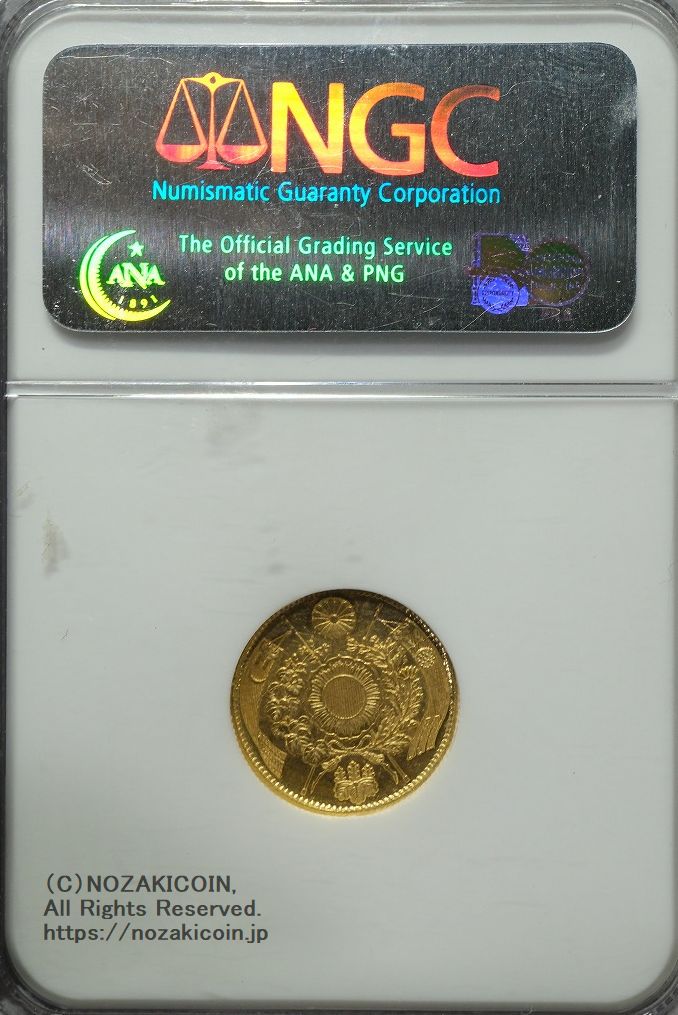 NGC
Numismatic Guaranty Corporation
The Official Grading Service
of the ANA & PNG
ANA
1891
(C)NOZAKICOIN,
All Rights Reserved.
https://nozakicoin.jp